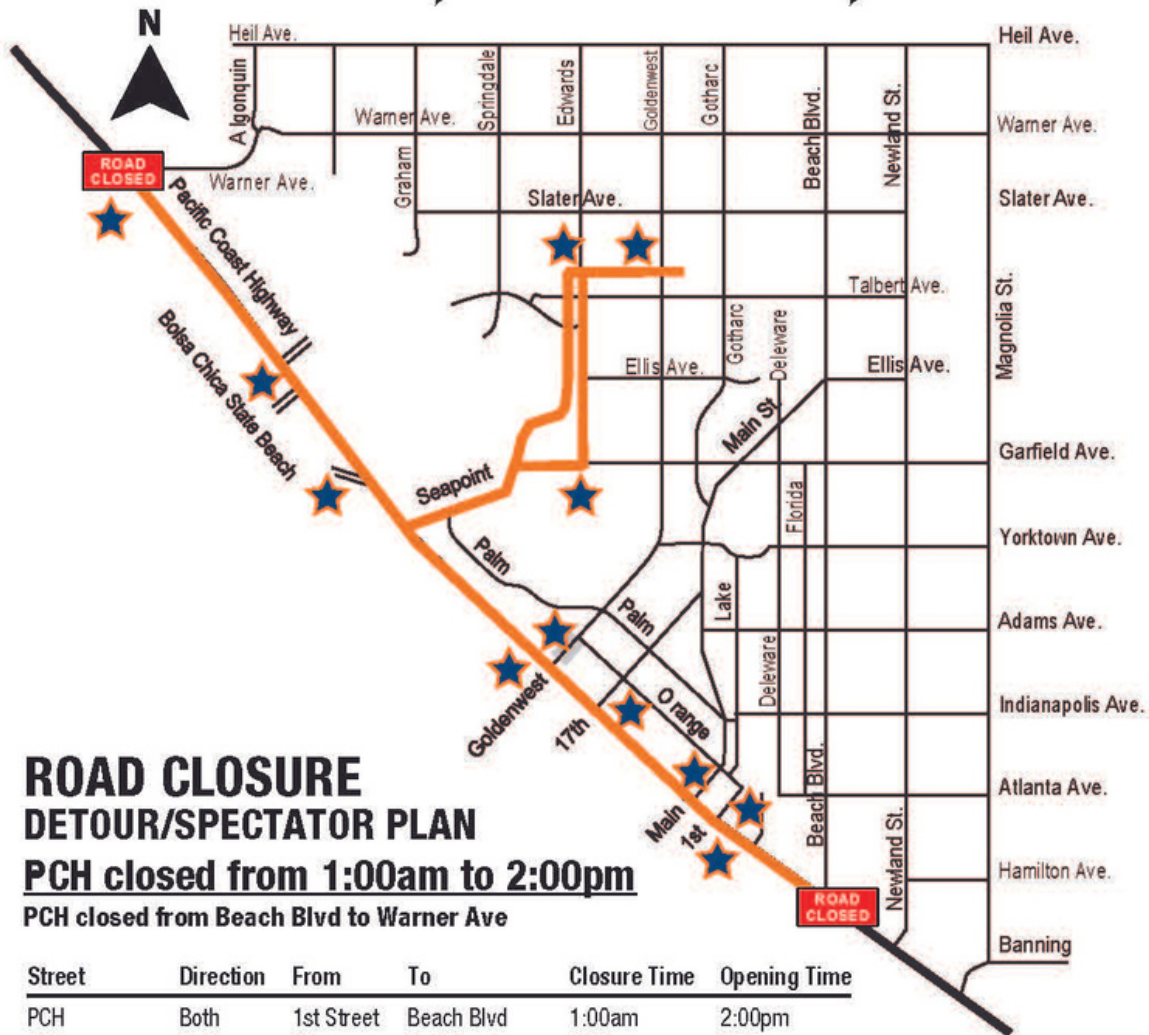 N
Heil Ave.
Heil Ave.
Algonquin
Springdale
Edwards
Goldenwest
Gotharc
Beach Blvd.
Newland St.
Warner Ave.
Warner Ave.
ROAD
CLOSED
Warner Ave.
Graham
Slater Ave.
Slater Ave.
Pacific Coast Highway
Talbert Ave.
Magnolia St.
Bolsa Chica State Beach
Gotharc
Deleware
Ellis Ave.
Ellis Ave.
Main St.
Garfield Ave.
Seapoint
Florida
Yorktown Ave.
Palm
Palm
Lake
Adams Ave.
Deleware
Goldenwest
17th
Orange
Indianapolis Ave.
Beach Blvd.
Atlanta Ave.
Main
1st
Newland St.
Hamilton Ave.
ROAD
CLOSED
Banning
ROAD CLOSURE
DETOUR/SPECTATOR PLAN
PCH closed from 1:00am to 2:00pm
PCH closed from Beach Blvd to Warner Ave
Street Direction From To Closure Time Opening Time
PCH Both 1st Street Beach Blvd 1:00am 2:00pm